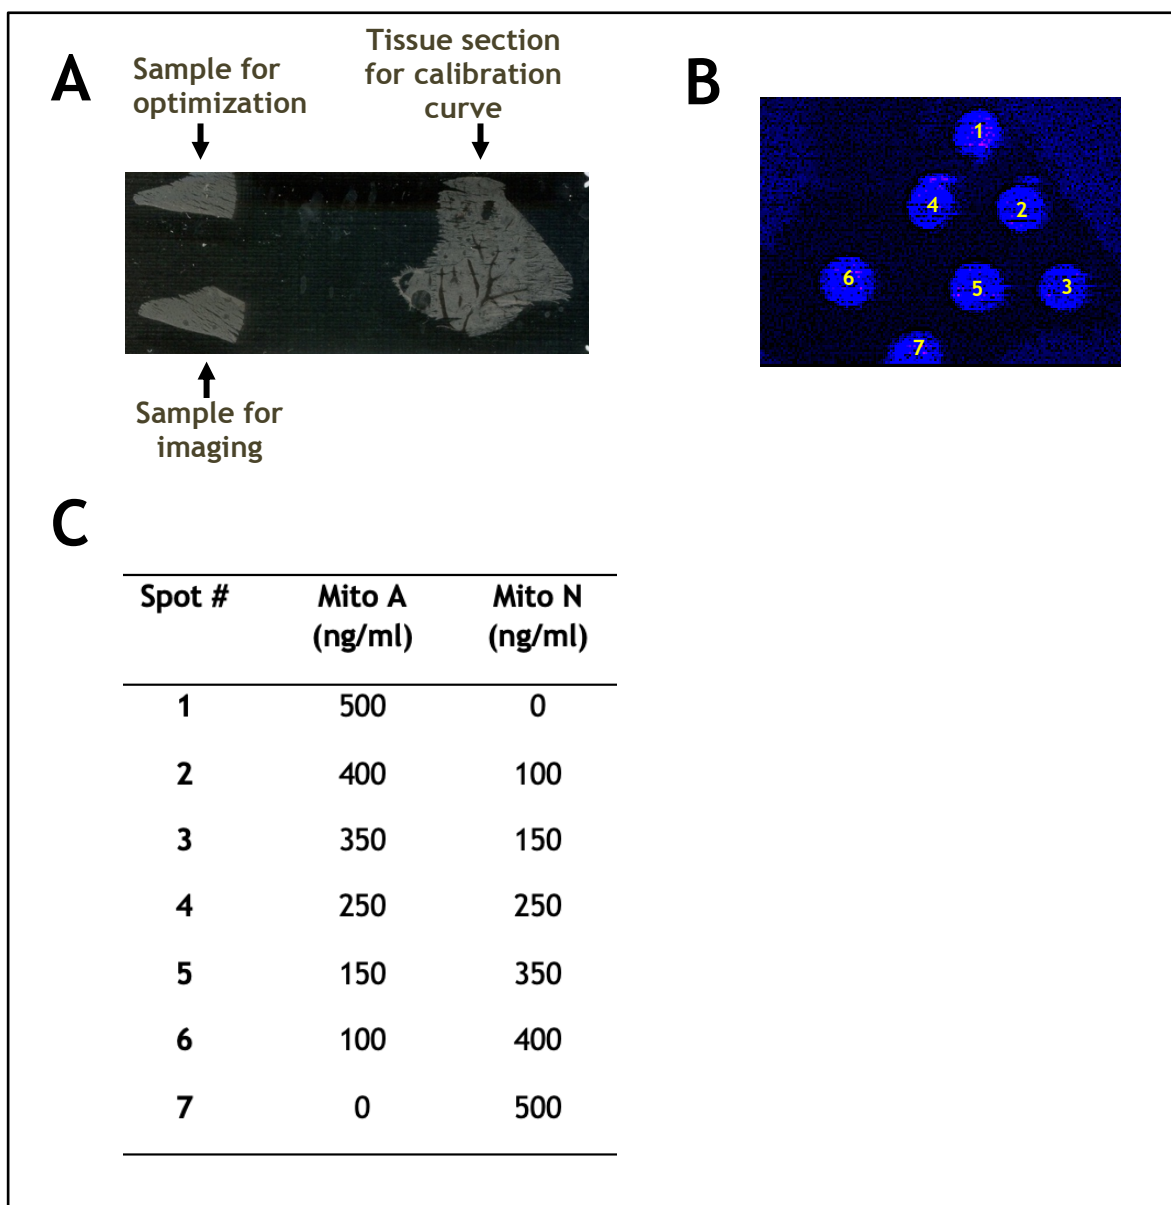 A
Sample for
optimization
Tissue section
for calibration
curve
Sample for
imaging
B
1
4
2
6
5
3
7
C
Spot # Mito A Mito N
(ng/ml) (ng/ml)
1 500 0
2 400 100
3 350 150
4 250 250
5 150 350
6 100 400
7 0 500